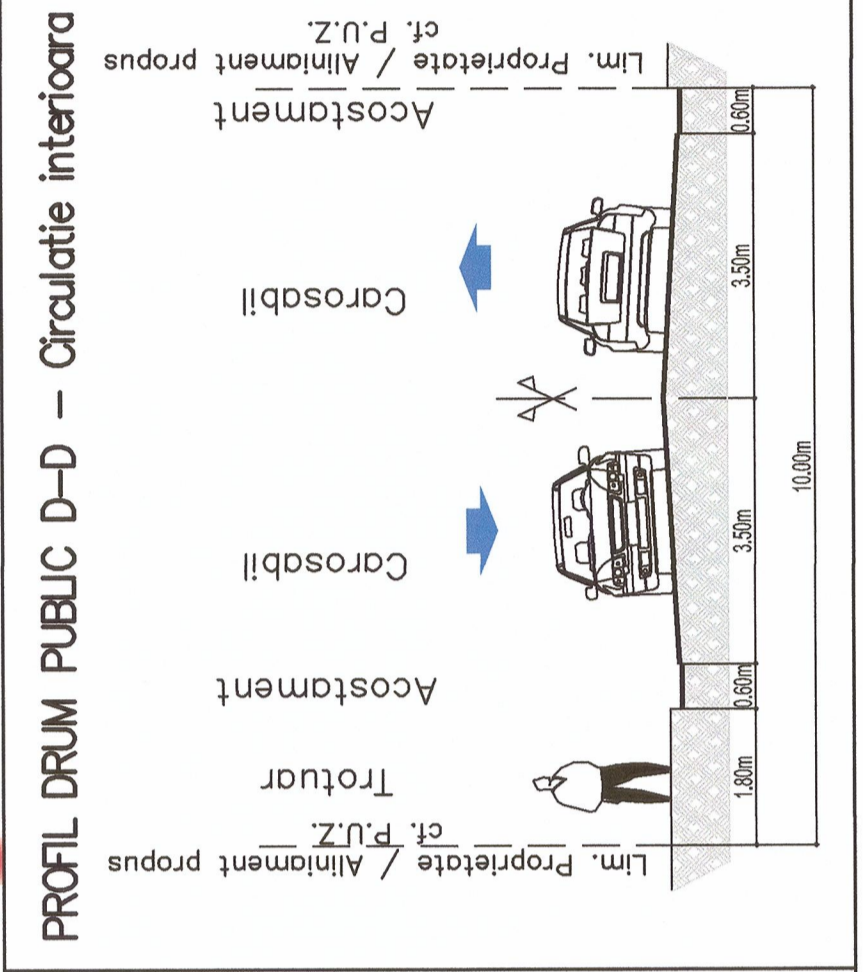 PROFIL DRUM PUBLIC D-D - Circulatie interioara
Lim. Proprietate / Aliniament propus
cf. P.U.Z.
Trotuar
Acostament
Carosabil
Carosabil
Acostament
Lim. Proprietate / Aliniament propus
cf. P.U.Z.
1.80m
0.60m
3.50m
3.50m
0.60m
10.00m